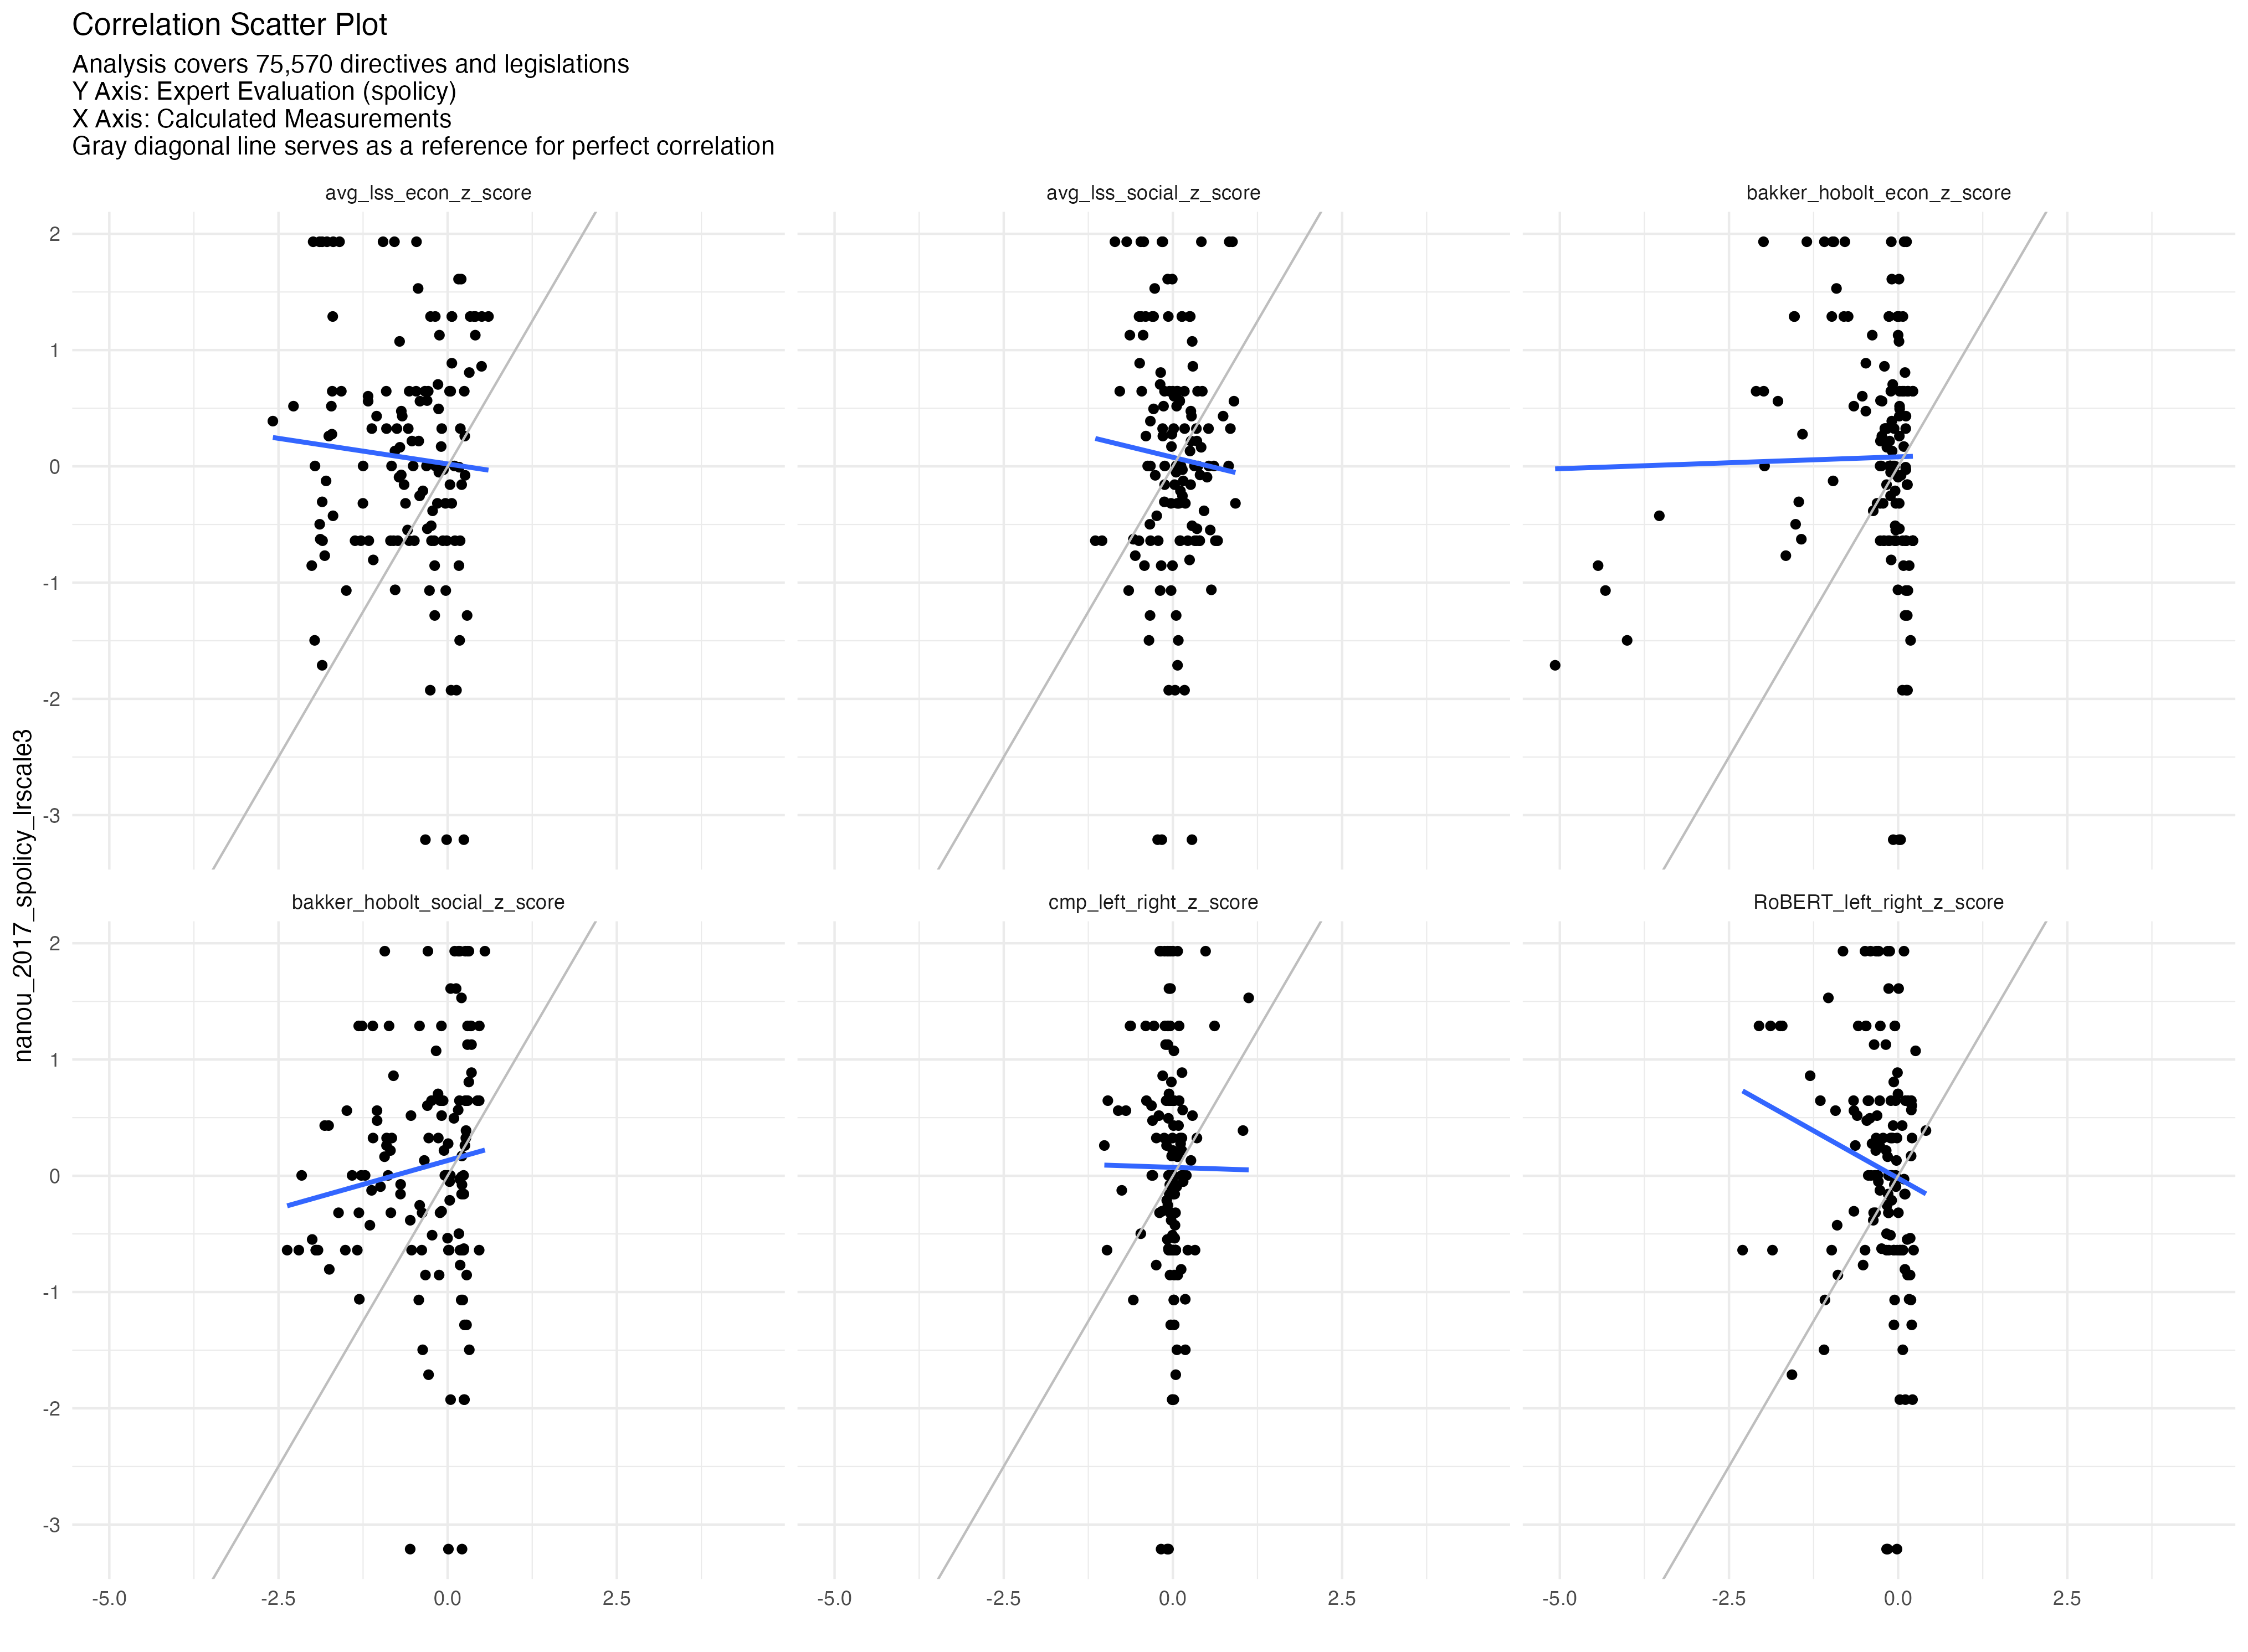 Correlation Scatter Plot
Analysis covers 75,570 directives and legislations
Y Axis: Expert Evaluation (spolicy)
X Axis: Calculated Measurements
Gray diagonal line serves as a reference for perfect correlation
avg_lss_econ_z_score
avg_lss_social_z_score
bakker_hobolt_econ_z_score
2
1
0
-1
-2
-3
nanou_2017_spolicy_lrscale3
bakker_hobolt_social_z_score
cmp_left_right_z_score
RoBERT_left_right_z_score
2
1
0
-1
-2
-3
-5.0 -2.5 0.0 2.5 -5.0 -2.5 0.0 2.5 -5.0 -2.5 0.0 2.5